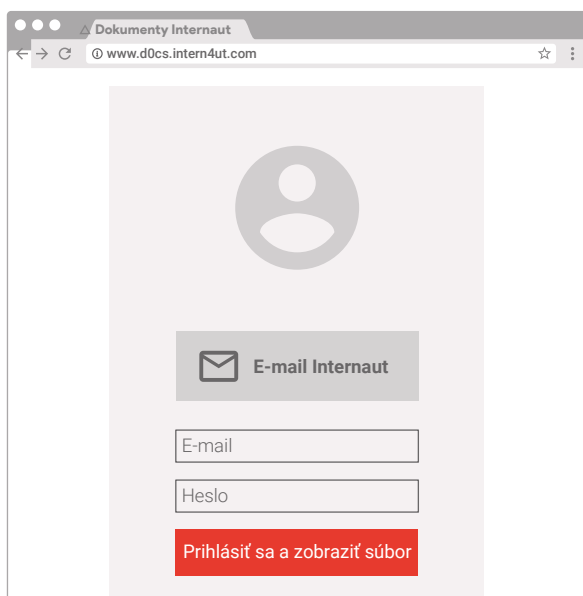 Dokumenty Internaut
www.d0cs.intern4ut.com
E-mail Internaut
E-mail
Heslo
Prihlásiť sa a zobraziť súbor